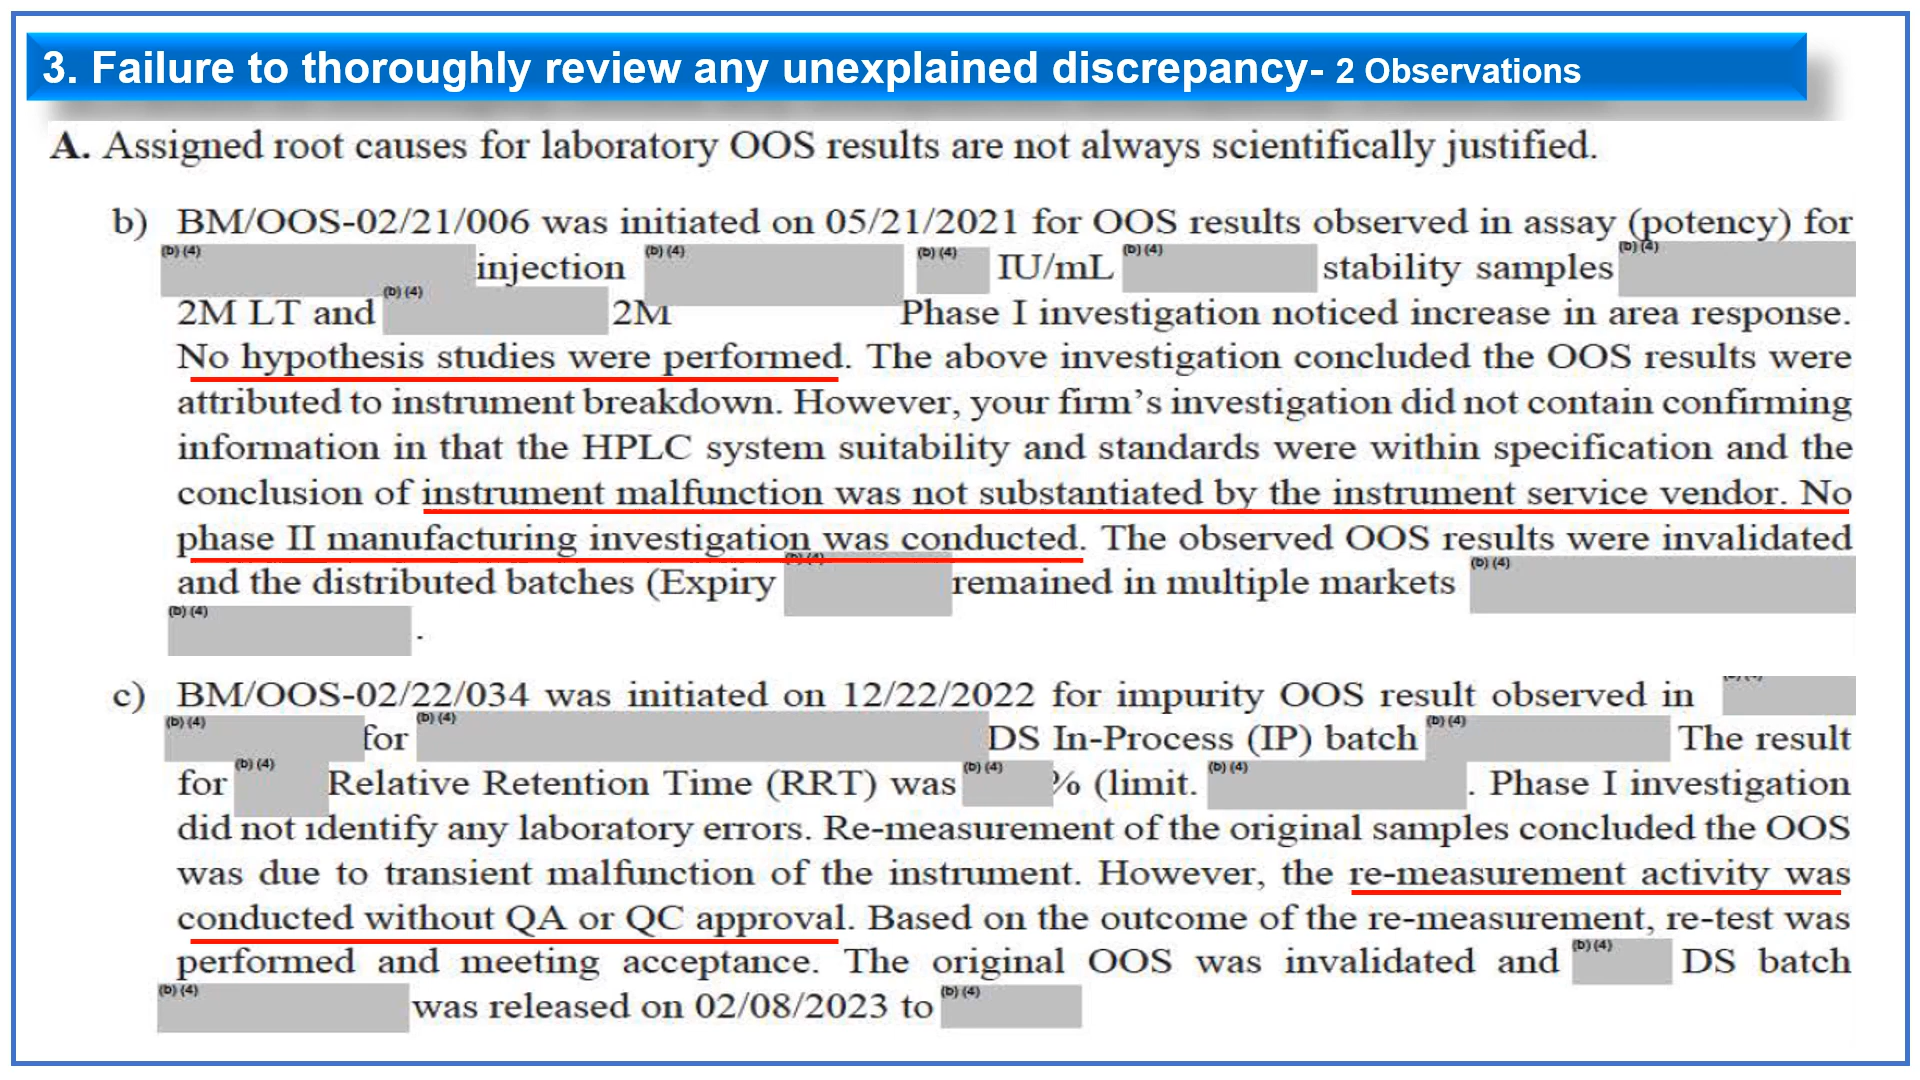 3. Failure to thoroughly review any unexplained discrepancy- 2 Observations
A. Assigned root causes for laboratory OOS results are not always scientifically justified.
b) BM/OOS-02/21/006 was initiated on 05/21/2021 for OOS results observed in assay (potency) for
(b) (4) injection (b) (4) (b) (4) IU/mL (b) (4) stability samples (b) (4)
2M LT and (b) (4) 2M Phase I investigation noticed increase in area response.
No hypothesis studies were performed. The above investigation concluded the OOS results were
attributed to instrument breakdown. However, your firm's investigation did not contain confirming
information in that the HPLC system suitability and standards were within specification and the
conclusion of instrument malfunction was not substantiated by the instrument service vendor. No
phase II manufacturing investigation was conducted. The observed OOS results were invalidated
and the distributed batches (Expiry (b) (4) remained in multiple markets (b) (4)
(b) (4) .
c) BM/OOS-02/22/034 was initiated on 12/22/2022 for impurity OOS result observed in
(b) (4) for (b) (4) DS In-Process (IP) batch (b) (4) The result
for (b) (4) Relative Retention Time (RRT) was (b) (4) % (limit. (b) (4) . Phase I investigation
did not identify any laboratory errors. Re-measurement of the original samples concluded the OOS
was due to transient malfunction of the instrument. However, the re-measurement activity was
conducted without QA or QC approval. Based on the outcome of the re-measurement, re-test was
performed and meeting acceptance. The original OOS was invalidated and (b) (4) DS batch
(b) (4) was released on 02/08/2023 to (b) (4)